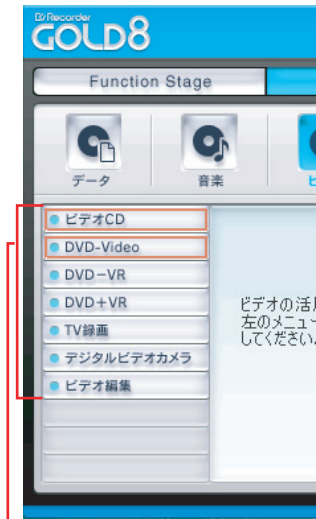 B's Recorder
GOLD8
Function Stage
データ
音楽
ビデオCD
DVD-Video
DVD-VR
DVD+VR
TV録画
デジタルビデオカメラ
ビデオ編集
ビデオの活
左のメニュー
してください。